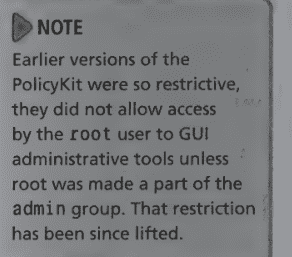 NOTE
Earlier versions of the
PolicyKit were so restrictive,
they did not allow access
by the root user to GUI
administrative tools unless
root was made a part of the
admin group. That restriction
has been since lifted.